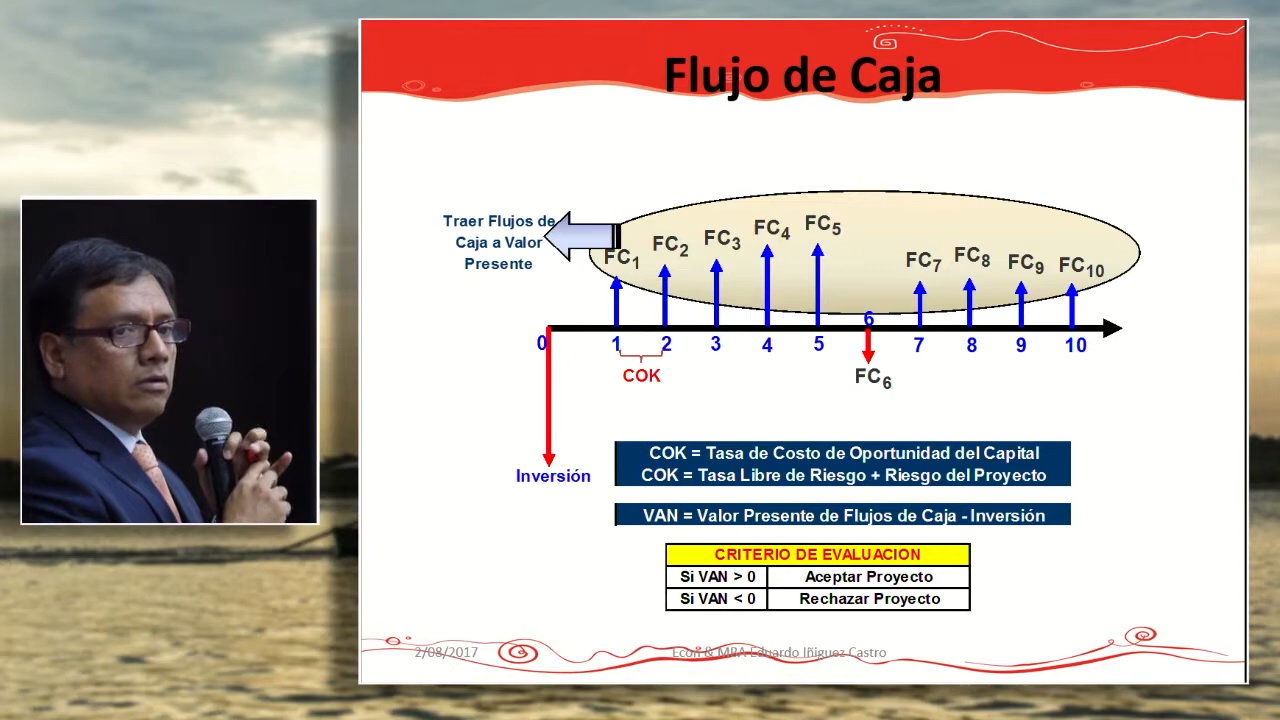 Flujo de Caja
Traer Flujos de
Caja a Valor
Presente
FC1
FC2
FC3
FC4
FC5
FC7
FC8
FC9
FC10
0
1
2
3
4
5
6
7
8
9
10
COK
FC6
Inversión
COK = Tasa de Costo de Oportunidad del Capital
COK = Tasa Libre de Riesgo + Riesgo del Proyecto
VAN = Valor Presente de Flujos de Caja - Inversión
CRITERIO DE EVALUACION
Si VAN > 0 Aceptar Proyecto
Si VAN < 0 Rechazar Proyecto
2/08/2017
Econ & MBA Eduardo Iñiguez Castro